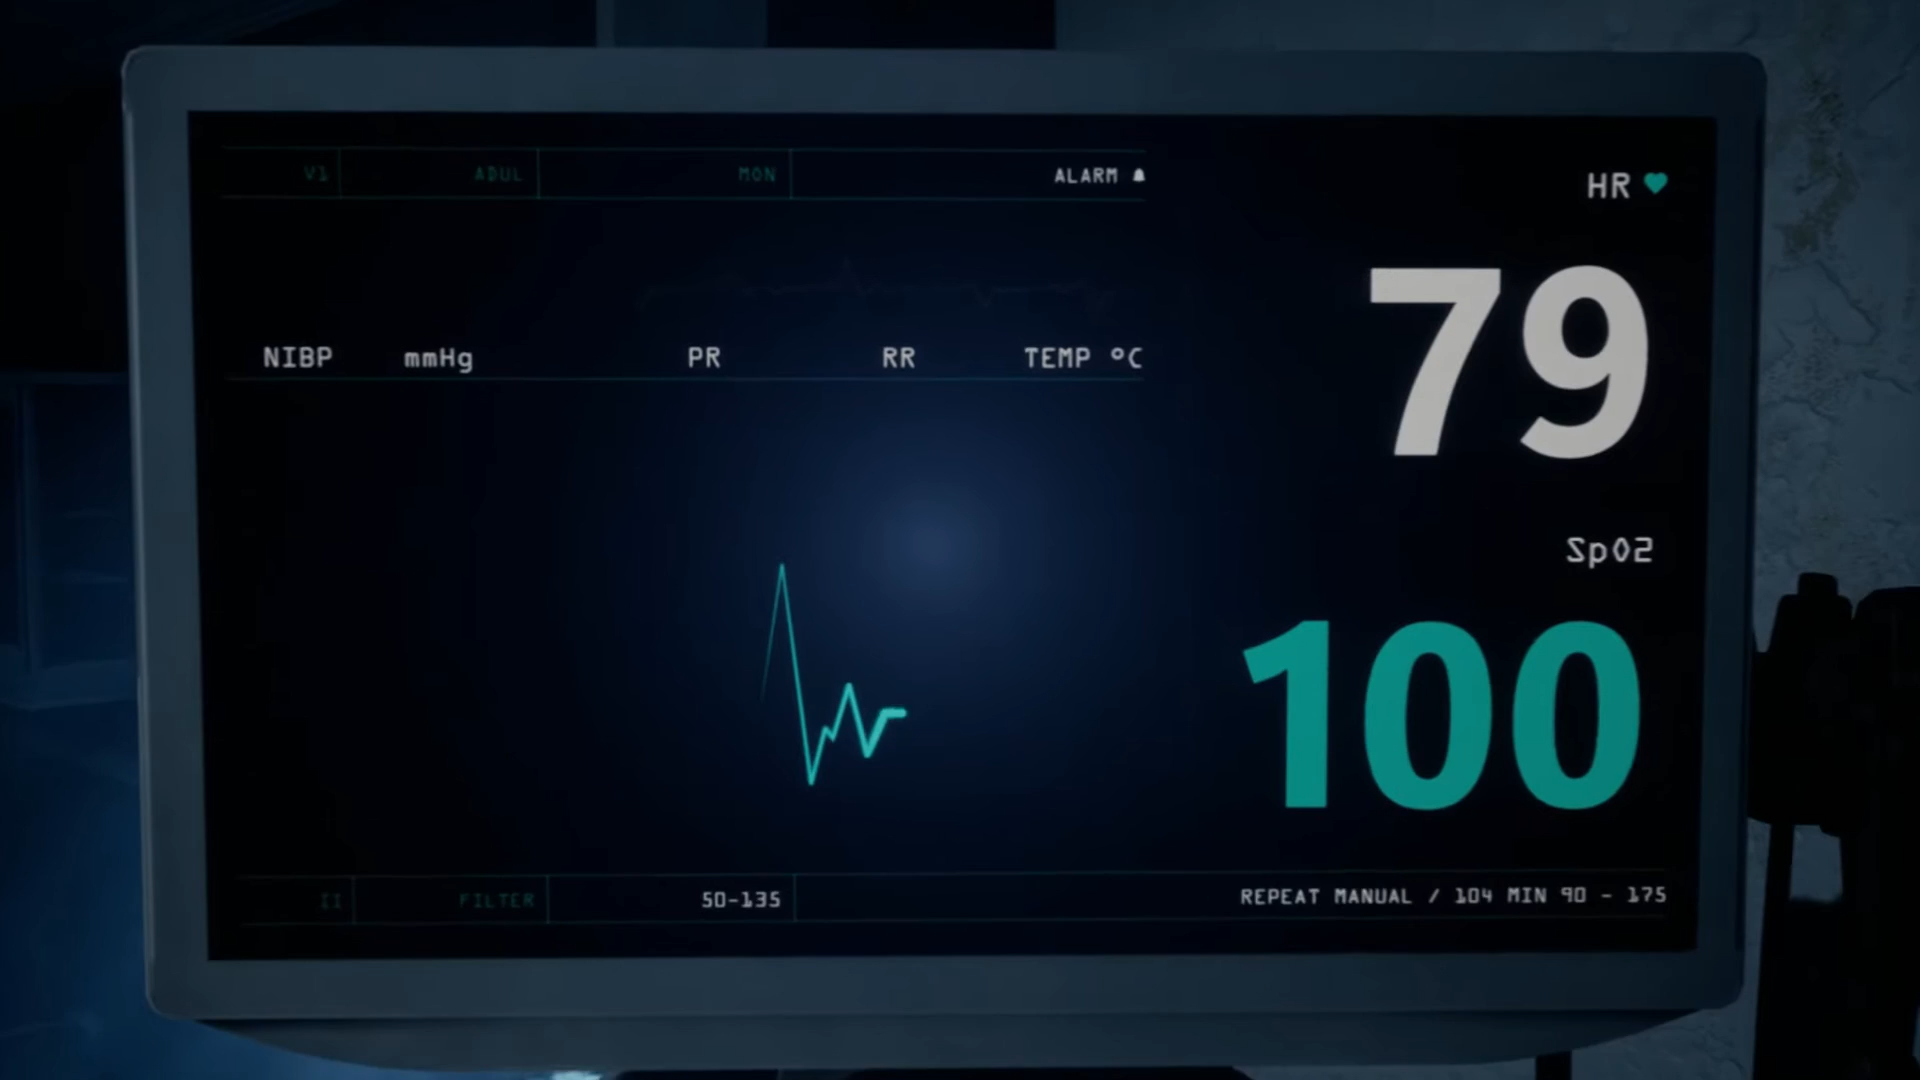 V1 ADUL MON ALARM
HR
79
NIBP mmHg PR RR TEMP °C
SpO2
100
II FILTER 50-135 REPEAT MANUAL / 104 MIN 90 - 175